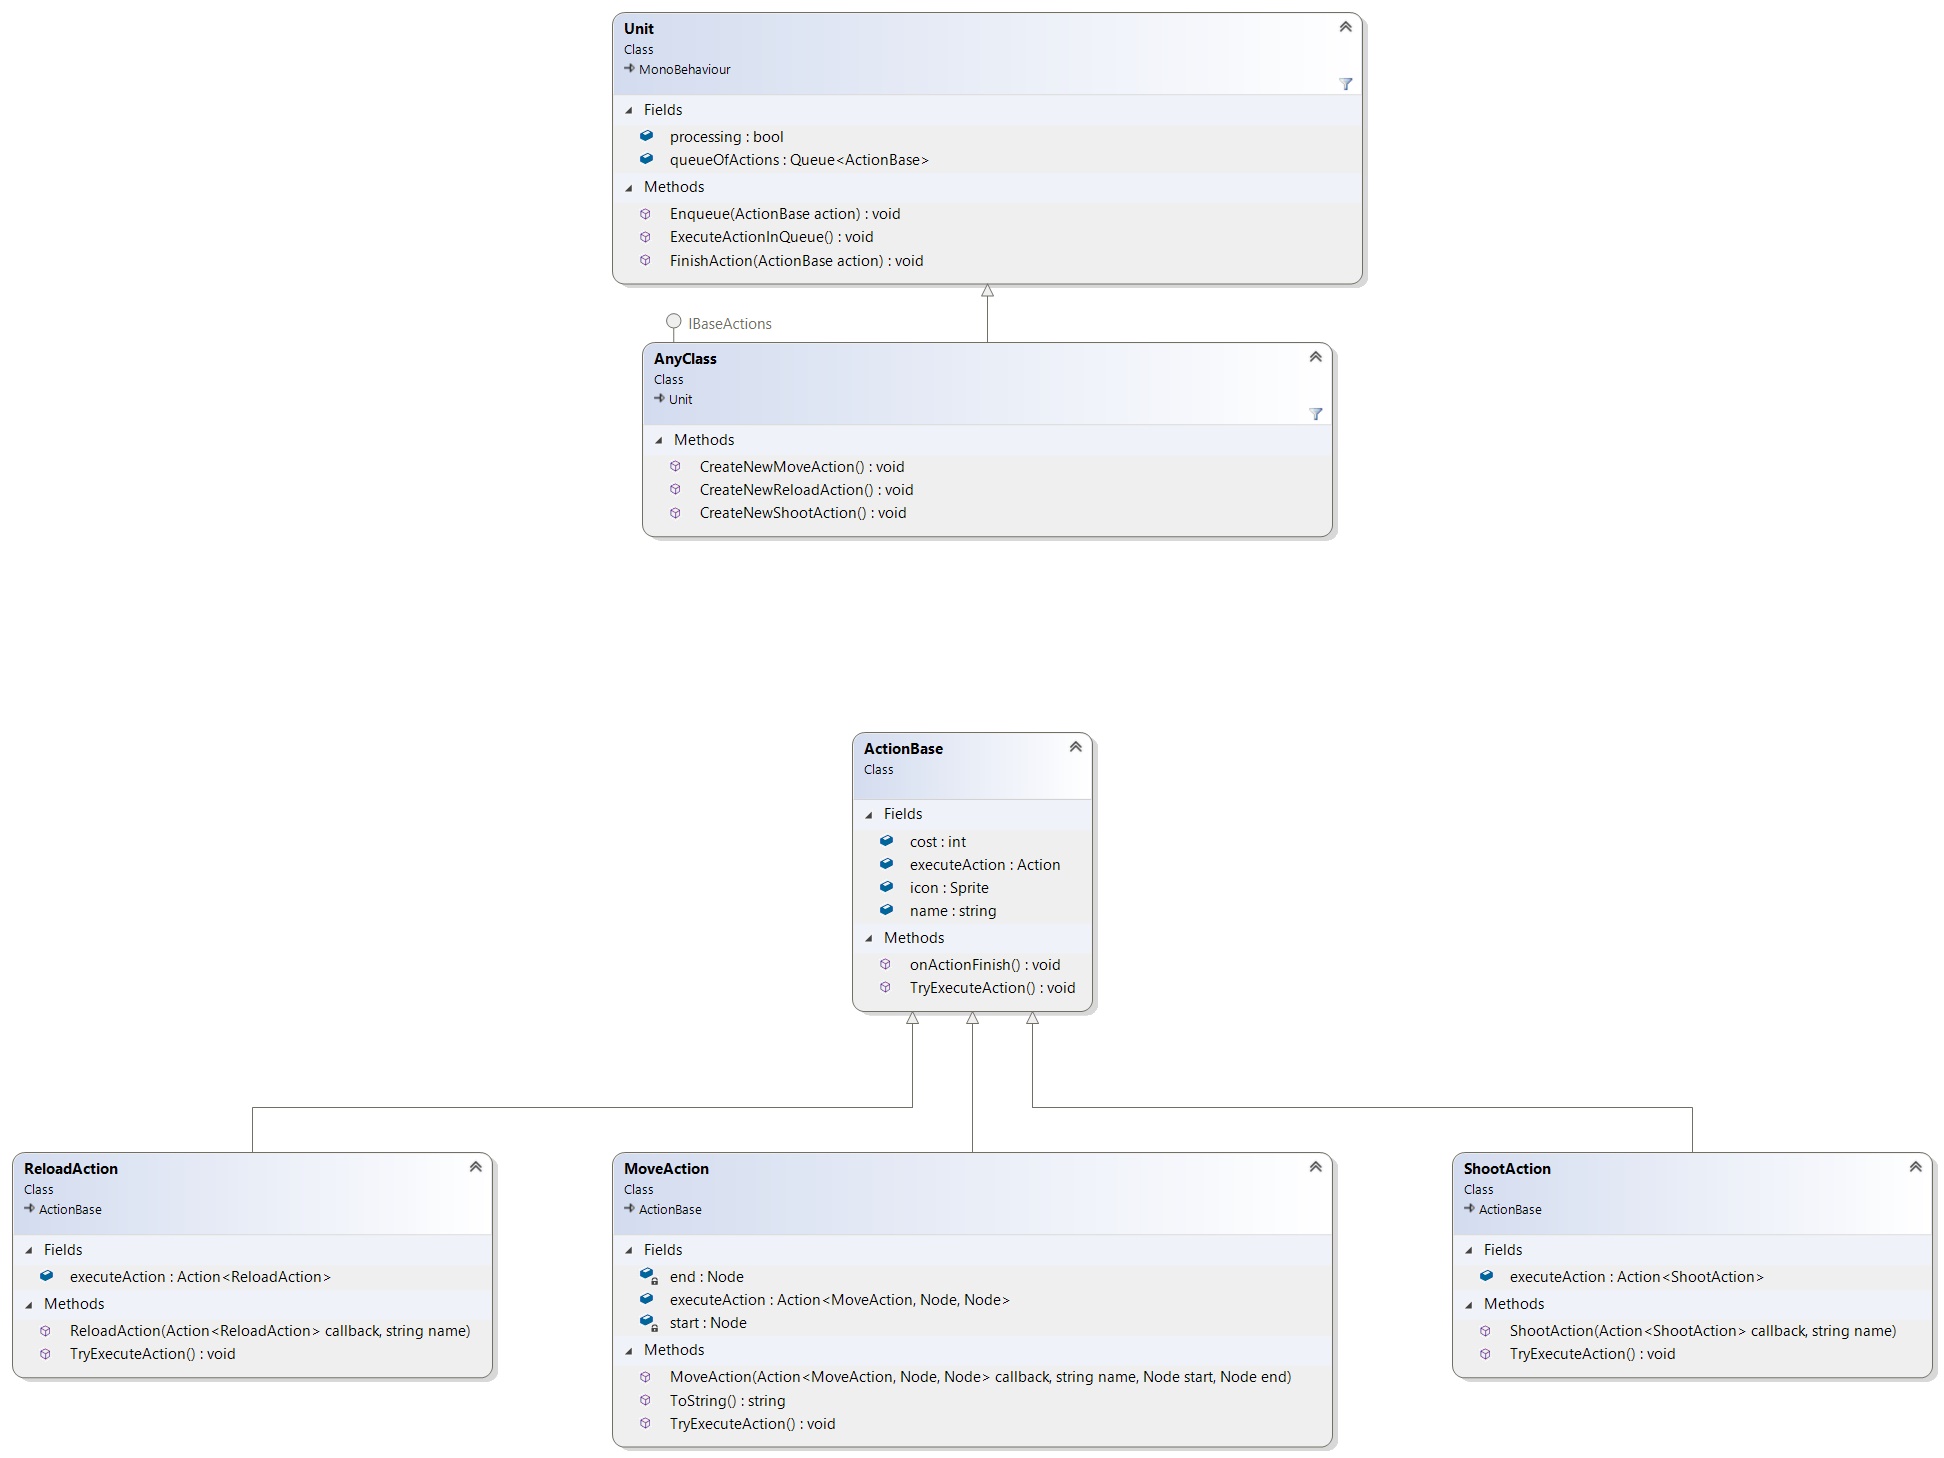 Unit
Class
MonoBehaviour
Fields
processing : bool
queueOfActions : Queue<ActionBase>
Methods
Enqueue(ActionBase action) : void
ExecuteActionInQueue() : void
FinishAction(ActionBase action) : void
IBaseActions
AnyClass
Class
Unit
Methods
CreateNewMoveAction() : void
CreateNewReloadAction() : void
CreateNewShootAction() : void
ActionBase
Class
Fields
cost : int
executeAction : Action
icon : Sprite
name : string
Methods
onActionFinish() : void
TryExecuteAction() : void
ReloadAction
Class
ActionBase
Fields
executeAction : Action<ReloadAction>
Methods
ReloadAction(Action<ReloadAction> callback, string name)
TryExecuteAction() : void
MoveAction
Class
ActionBase
Fields
end : Node
executeAction : Action<MoveAction, Node, Node>
start : Node
Methods
MoveAction(Action<MoveAction, Node, Node> callback, string name, Node start, Node end)
ToString() : string
TryExecuteAction() : void
ShootAction
Class
ActionBase
Fields
executeAction : Action<ShootAction>
Methods
ShootAction(Action<ShootAction> callback, string name)
TryExecuteAction() : void